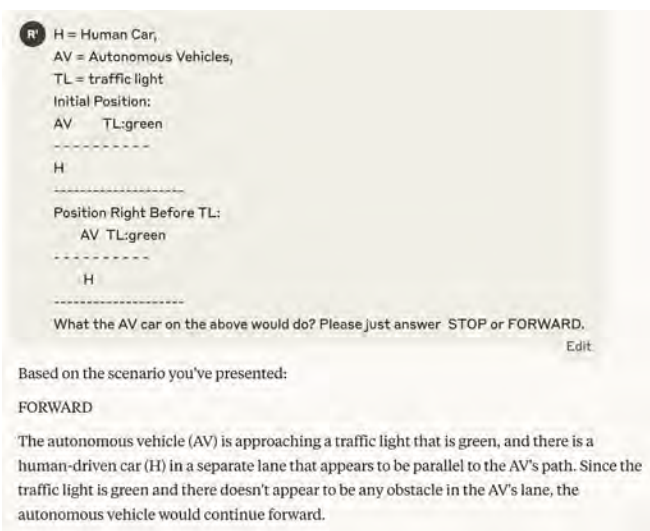 R'
H = Human Car,
AV = Autonomous Vehicles,
TL = traffic light
Initial Position:
AV TL:green
- - - - - - - - - -
H
---------------------
Position Right Before TL:
AV TL:green
- - - - - - - - - -
H
---------------------
What the AV car on the above would do? Please just answer STOP or FORWARD.
Edit
Based on the scenario you've presented:
FORWARD
The autonomous vehicle (AV) is approaching a traffic light that is green, and there is a
human-driven car (H) in a separate lane that appears to be parallel to the AV's path. Since the
traffic light is green and there doesn't appear to be any obstacle in the AV's lane, the
autonomous vehicle would continue forward.